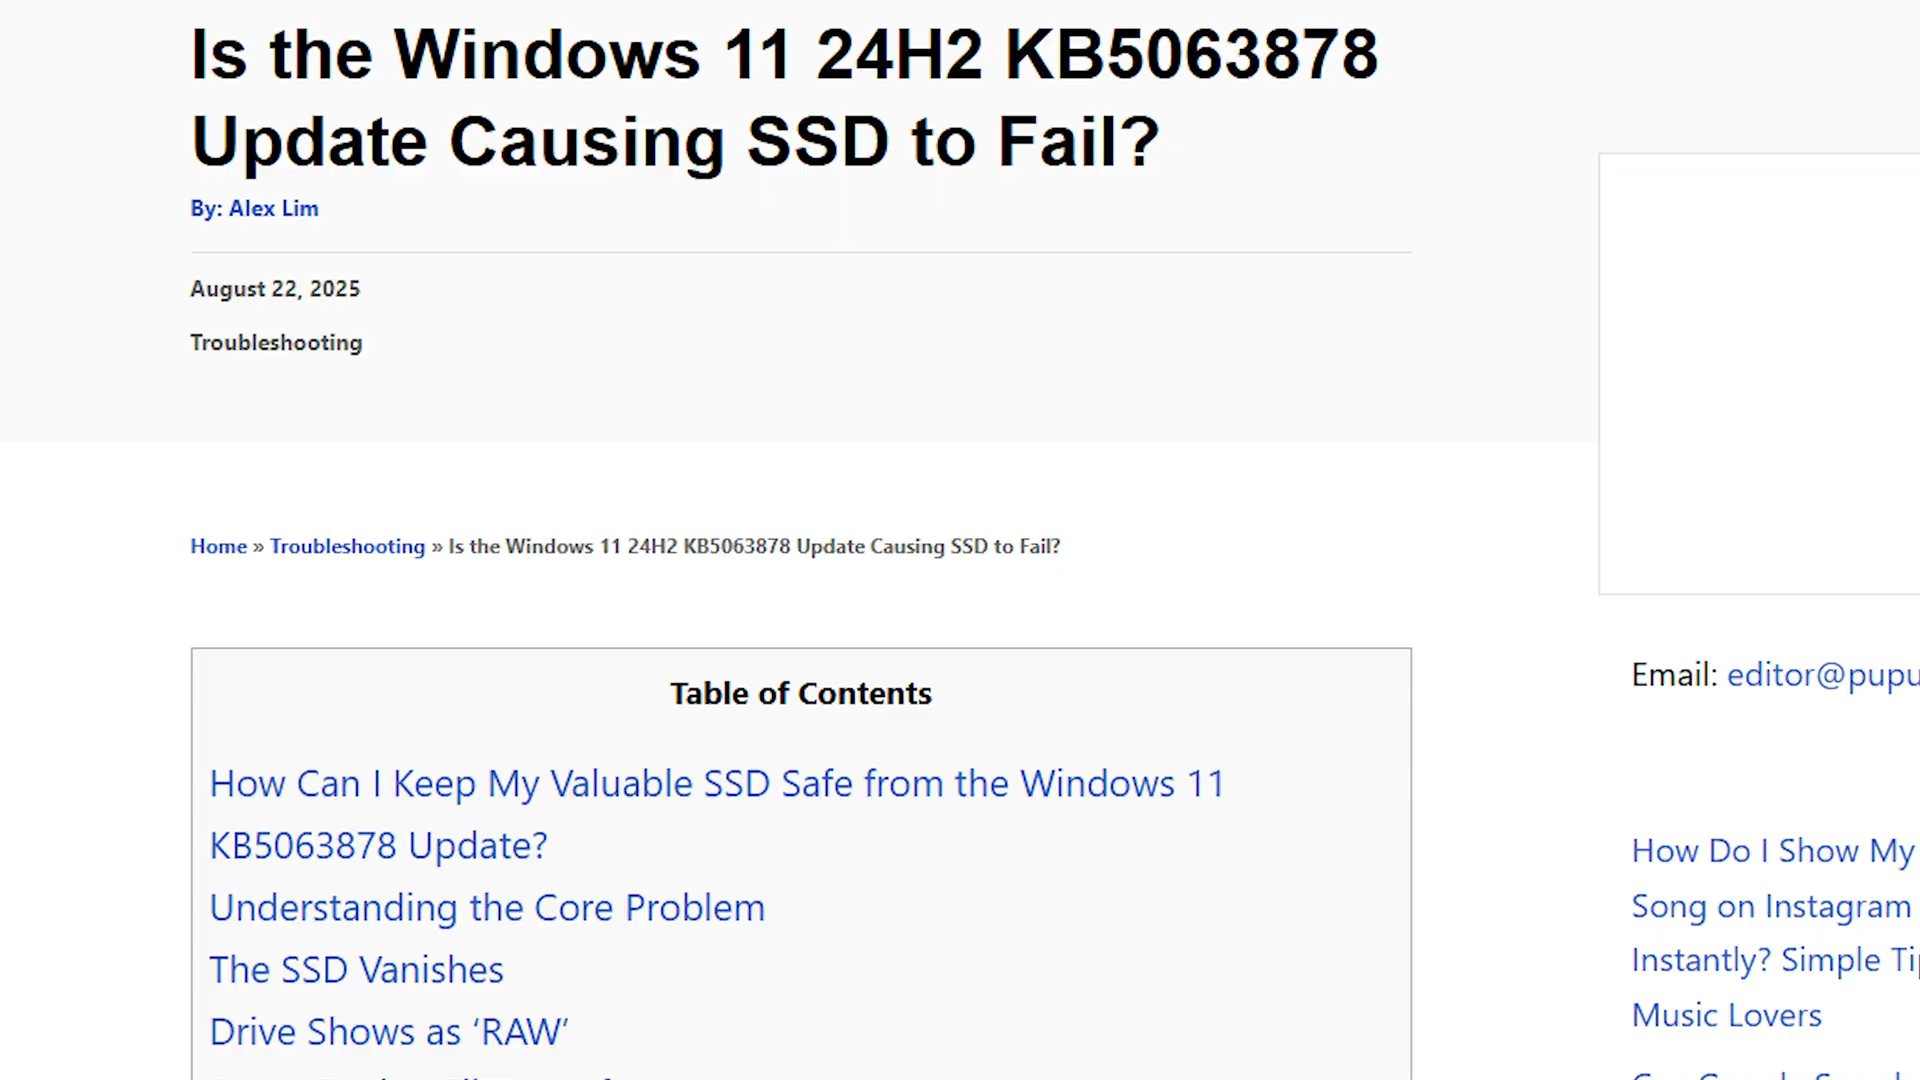 Is the Windows 11 24H2 KB5063878
Update Causing SSD to Fail?
By: Alex Lim
August 22, 2025
Troubleshooting
Home » Troubleshooting » Is the Windows 11 24H2 KB5063878 Update Causing SSD to Fail?
Table of Contents
How Can I Keep My Valuable SSD Safe from the Windows 11
KB5063878 Update?
Understanding the Core Problem
The SSD Vanishes
Drive Shows as ‘RAW’
Email: editor@pupu
How Do I Show My
Song on Instagram
Instantly? Simple
Music Lovers